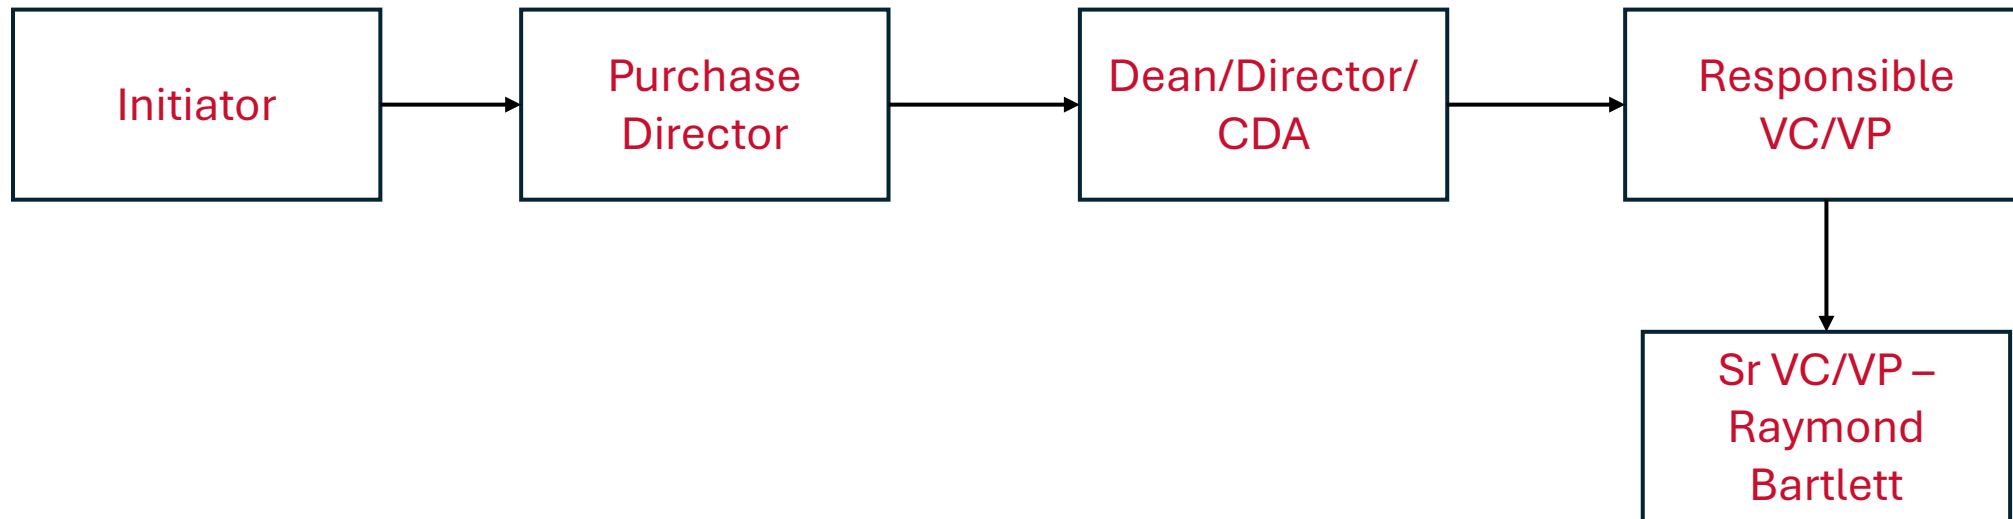 Initiator
Purchase
Director
Dean/Director/
CDA
Responsible
VC/VP
Sr VC/VP –
Raymond
Bartlett